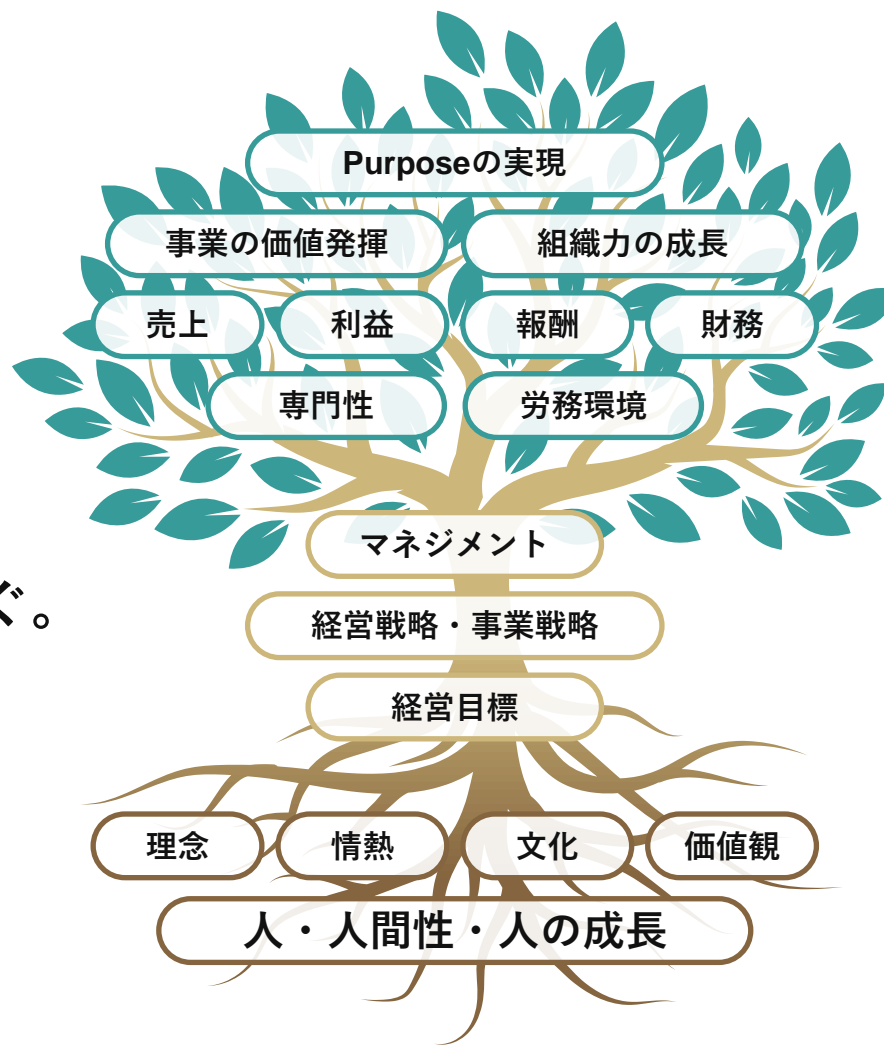 Purposeの実現
事業の価値発揮 組織力の成長
売上 利益 報酬 財務
専門性 労務環境
マネジメント
経営戦略・事業戦略
ぐ。
経営目標
理念 情熱 文化 価値観
人・人間性・人の成長